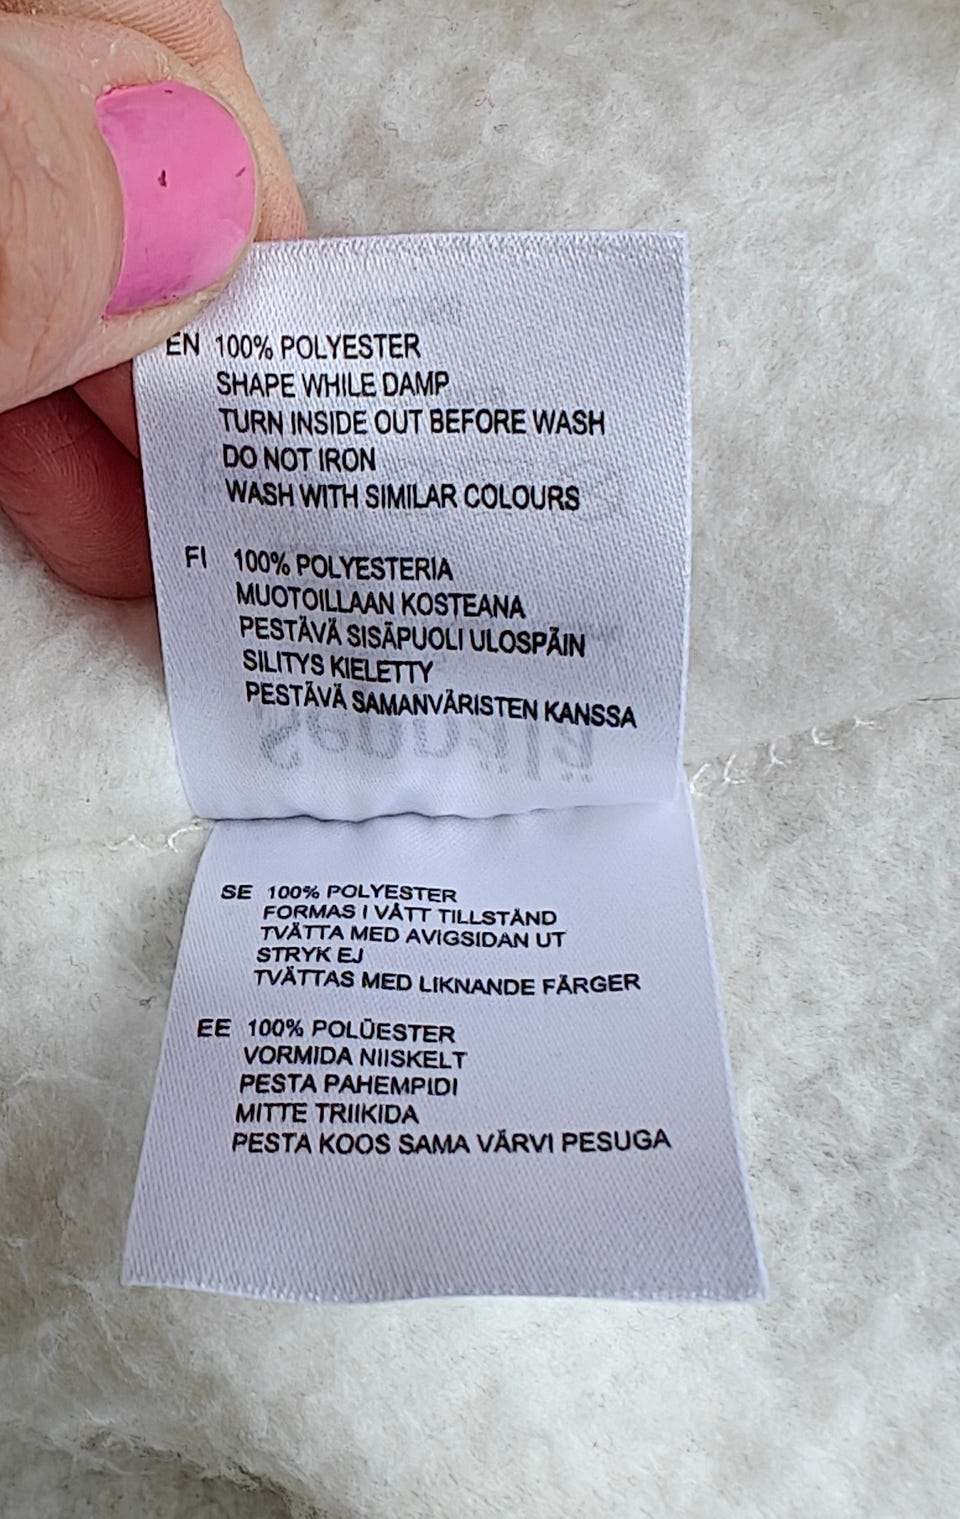 EN 100% POLYESTER
SHAPE WHILE DAMP
TURN INSIDE OUT BEFORE WASH
DO NOT IRON
WASH WITH SIMILAR COLOURS
FI 100% POLYESTERIA
MUOTOILLAAN KOSTEANA
PESTÄVÄ SISÄPUOLI ULOSPÄIN
SILITYS KIELETTY
PESTÄVÄ SAMANVÄRISTEN KANSSA
seppälä
SE 100% POLYESTER
FORMAS I VÅTT TILLSTÄND
TVÄTTA MED AVIGSIDAN UT
STRYK EJ
TVÄTTAS MED LIKNANDE FÄRGER
EE 100% POLÜESTER
VORMIDA NIISKELT
PESTA PAHEMPIDI
MITTE TRIIKIDA
PESTA KOOS SAMA VÄRVI PESUGA